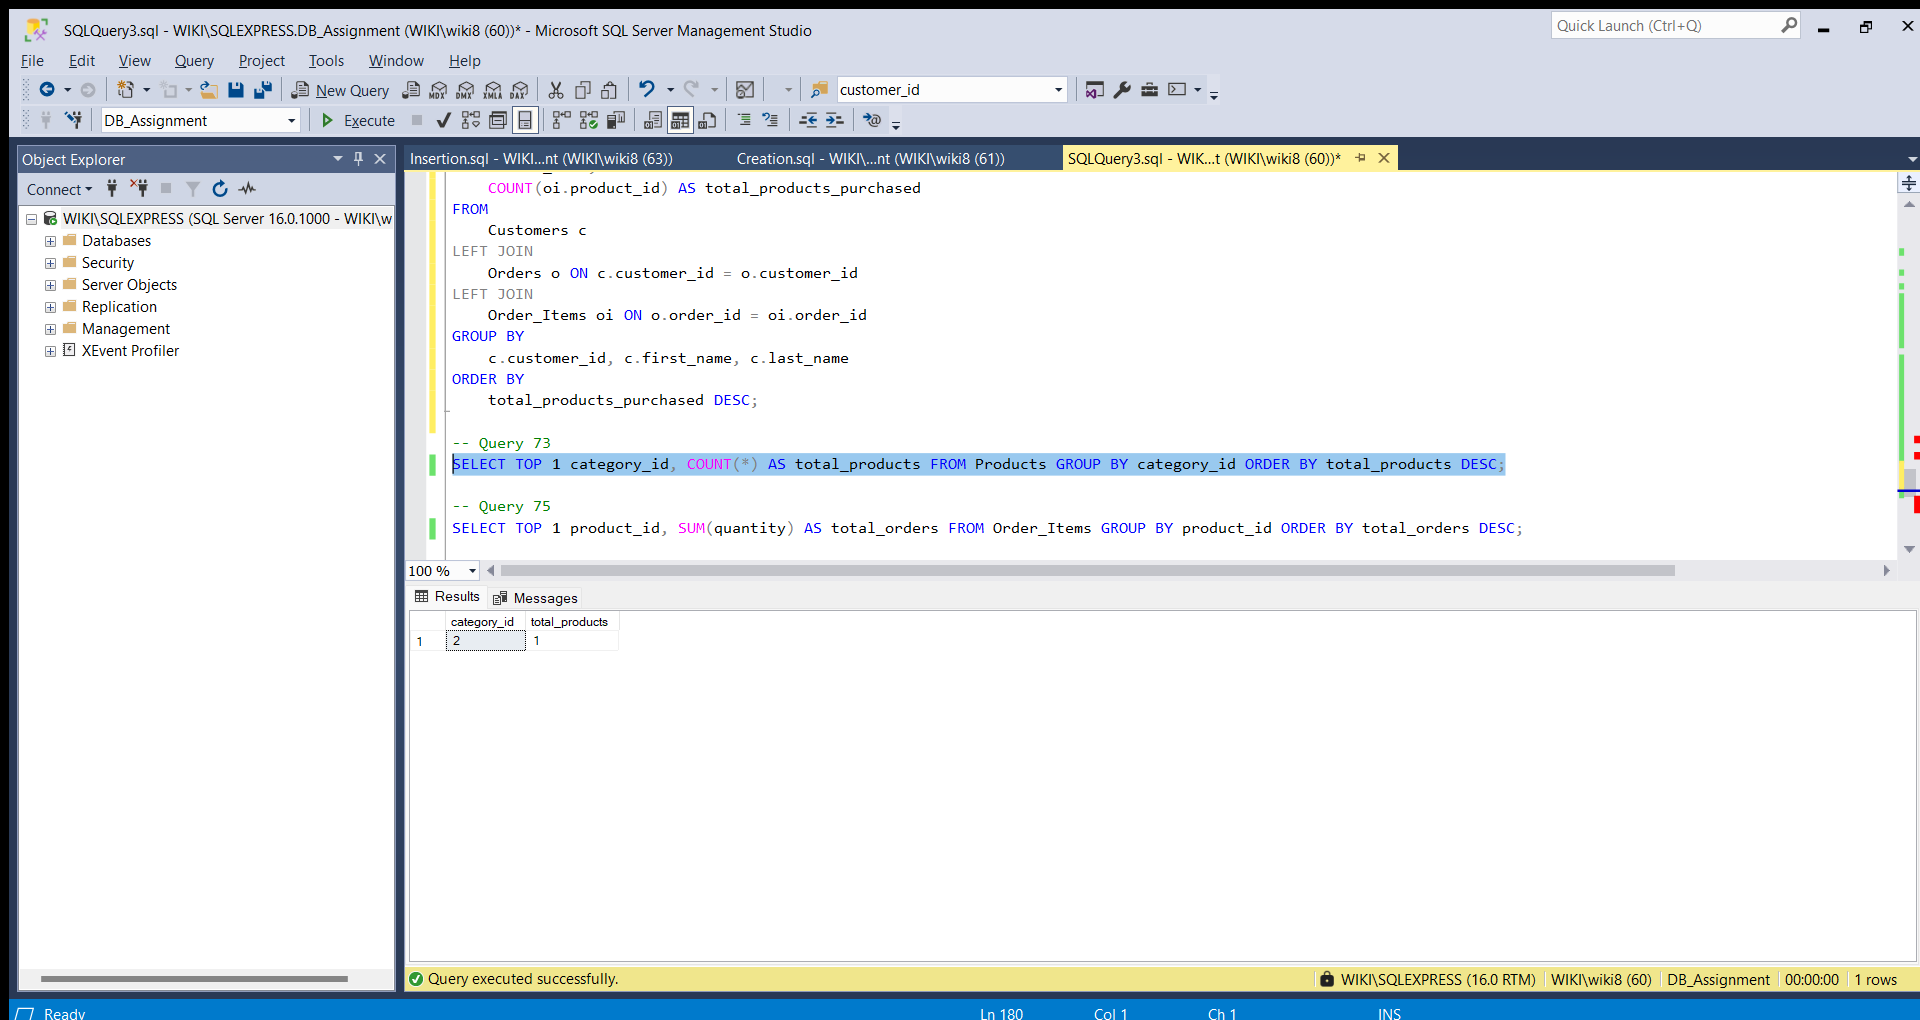 SQLQuery3.sql - WIKI\SQLEXPRESS.DB_Assignment (WIKI\wiki8 (60))* - Microsoft SQL Server Management Studio
Quick Launch (Ctrl+Q)
File Edit View Query Project Tools Window Help
New Query MDX DMX XMLA DAX customer_id
DB_Assignment Execute
Object Explorer
Connect
WIKI\SQLEXPRESS (SQL Server 16.0.1000 - WIKI\w
Databases
Security
Server Objects
Replication
Management
XEvent Profiler
Insertion.sql - WIKI...nt (WIKI\wiki8 (63)) Creation.sql - WIKI\...nt (WIKI\wiki8 (61)) SQLQuery3.sql - WIK...t (WIKI\wiki8 (60))*
COUNT(oi.product_id) AS total_products_purchased
FROM
Customers c
LEFT JOIN
Orders o ON c.customer_id = o.customer_id
LEFT JOIN
Order_Items oi ON o.order_id = oi.order_id
GROUP BY
c.customer_id, c.first_name, c.last_name
ORDER BY
total_products_purchased DESC;
-- Query 73
SELECT TOP 1 category_id, COUNT(*) AS total_products FROM Products GROUP BY category_id ORDER BY total_products DESC;
-- Query 75
SELECT TOP 1 product_id, SUM(quantity) AS total_orders FROM Order_Items GROUP BY product_id ORDER BY total_orders DESC;
100 %
Results Messages
category_id total_products
1 2 1
Query executed successfully.
WIKI\SQLEXPRESS (16.0 RTM) WIKI\wiki8 (60) DB_Assignment 00:00:00 1 rows
Ready Ln 180 Col 1 Ch 1 INS